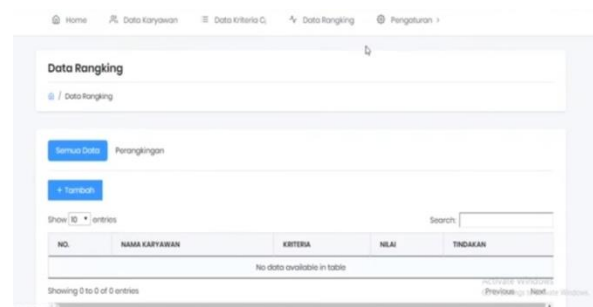 Home Data Karyawan Data Kriteria C Data Rangking Pengaturan >
Data Rangking
/ Data Rangking
Semua Data Perangkingan
+ Tambah
Show 10 entries Search:
NO. NAMA KARYAWAN KRITERIA NILAI TINDAKAN
No data available in table
Activate Windows
Showing 0 to 0 of 0 entries Previous Next
Windows.